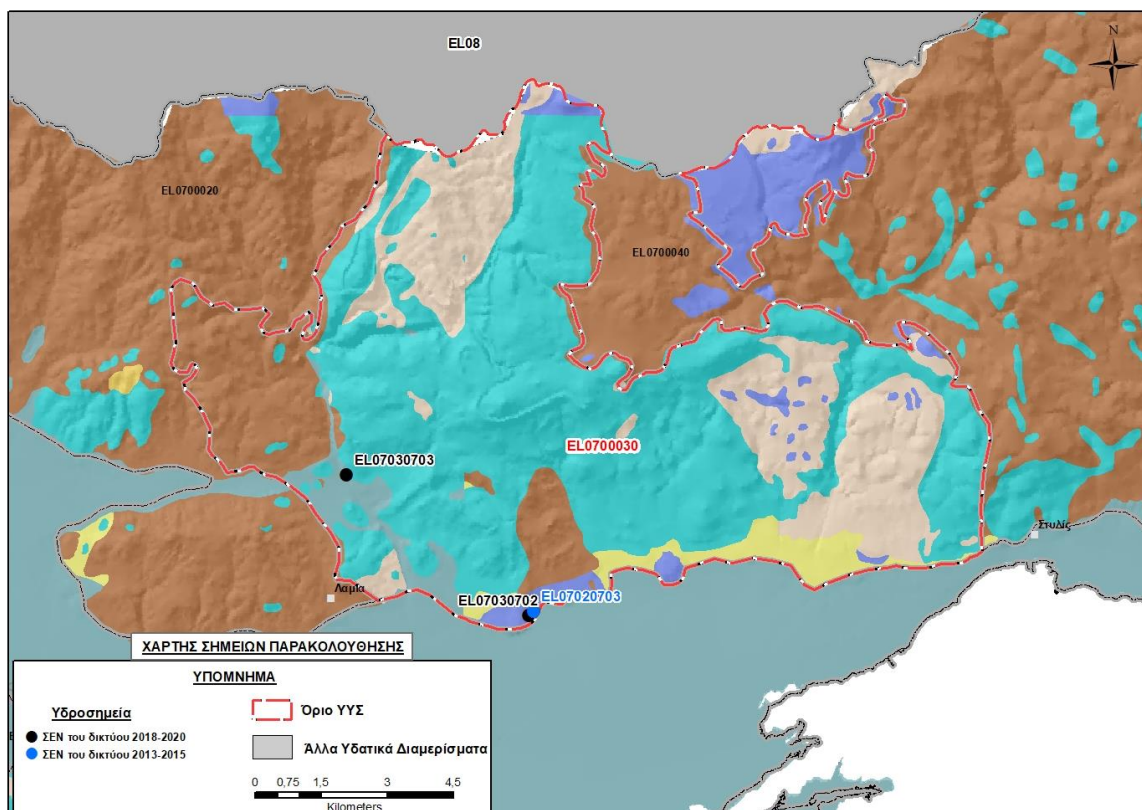 EL08
N
EL0700020
EL0700040
EL0700030
EL07030703
Στυλίς
Λαμία
EL07030702
EL07020703
ΧΑΡΤΗΣ ΣΗΜΕΙΩΝ ΠΑΡΑΚΟΛΟΥΘΗΣΗΣ
ΥΠΟΜΝΗΜΑ
Υδροσημεία
ΣΕΝ του δικτύου 2018-2020
ΣΕΝ του δικτύου 2013-2015
Όριο ΥΥΣ
Άλλα Υδατικά Διαμερίσματα
0 0,75 1,5 3 4,5
Kilometers